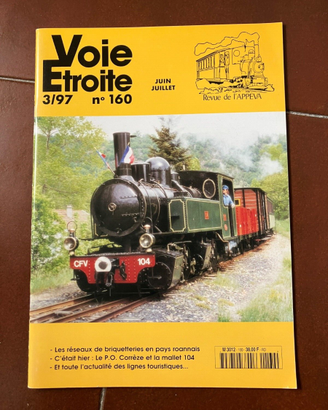 Voie
Etroite
3/97 n° 160
JUIN
JUILLET
Revue de l'APPEVA
CFV 104
- Les réseaux de briquetteries en pays roannais
- C'était hier : Le P.O. Corrèze et la mallet 104
- Et toute l'actualité des lignes touristiques...